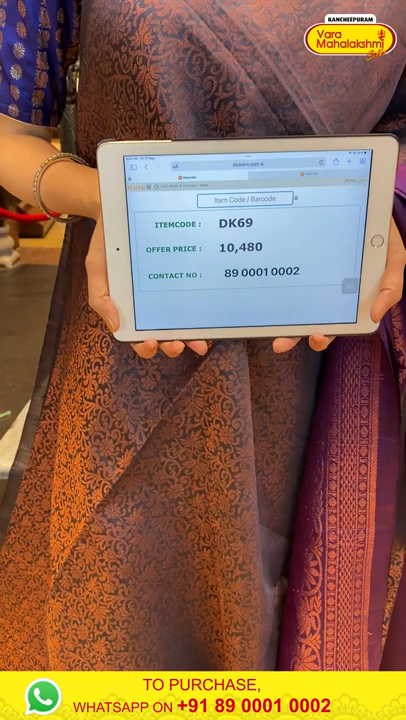 KANCHEEPURAM
Vara
Mahalakshmi
ITEMCODE : DK69
Item Code / Barcode
OFFER PRICE : 10,480
CONTACT NO : 89 0001 0002
TO PURCHASE,
WHATSAPP ON +91 89 0001 0002